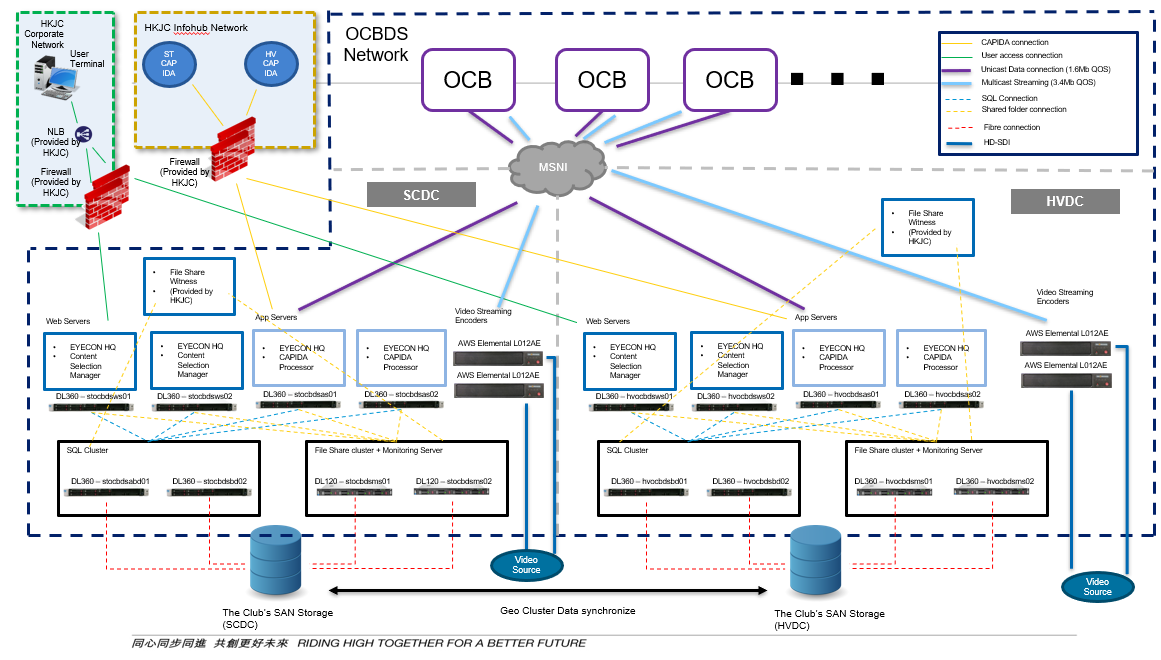 HKJC
Corporate
Network
User
Terminal
NLB
(Provided by
HKJC)
Firewall
(Provided by
HKJC)
HKJC Infohub Network
ST
CAP
IDA
HV
CAP
IDA
Firewall
(Provided by
HKJC)
OCBDS
Network
OCB
OCB
OCB
CAPIDA connection
User access connection
Unicast Data connection (1.6Mb QOS)
Multicast Streaming (3.4Mb QOS)
SQL Connection
Shared folder connection
Fibre connection
HD-SDI
MSNI
SCDC
HVDC
• File Share
Witness
• (Provided by
HKJC)
• File Share
Witness
• (Provided by
HKJC)
Web Servers
App Servers
Video Streaming
Encoders
• EYECON HQ
• Content
Selection
Manager
• EYECON HQ
• Content
Selection
Manager
• EYECON HQ
• CAPIDA
Processor
• EYECON HQ
• CAPIDA
Processor
AWS Elemental L012AE
AWS Elemental L012AE
DL360 – stocbdsws01
DL360 – stocbdsws02
DL360 – stocbdsas01
DL360 – stocbdsas02
SQL Cluster
DL360 – stocbdsabd01
DL360 – stocbdsbd02
File Share cluster + Monitoring Server
DL120 – stocbdsms01
DL120 – stocbdsms02
Web Servers
App Servers
Video Streaming
Encoders
• EYECON HQ
• Content
Selection
Manager
• EYECON HQ
• Content
Selection
Manager
• EYECON HQ
• CAPIDA
Processor
• EYECON HQ
• CAPIDA
Processor
AWS Elemental L012AE
AWS Elemental L012AE
DL360 – hvocbdsws01
DL360 – hvocbdsws02
DL360 – hvocbdsas01
DL360 – hvocbdsas02
SQL Cluster
DL360 – hvocbdsbd01
DL360 – hvocbdsbd02
File Share cluster + Monitoring Server
DL360 – hvocbdsms01
DL360 – hvocbdsms02
Video
Source
Video
Source
The Club's SAN Storage
(SCDC)
Geo Cluster Data synchronize
The Club's SAN Storage
(HVDC)
同心同步同進 共創更好未來 RIDING HIGH TOGETHER FOR A BETTER FUTURE